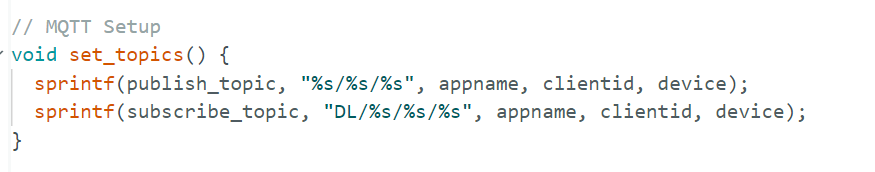 // MQTT Setup
void set_topics() {
  sprintf(publish_topic, "%s/%s/%s", appname, clientid, device);
  sprintf(subscribe_topic, "DL/%s/%s/%s", appname, clientid, device);
}